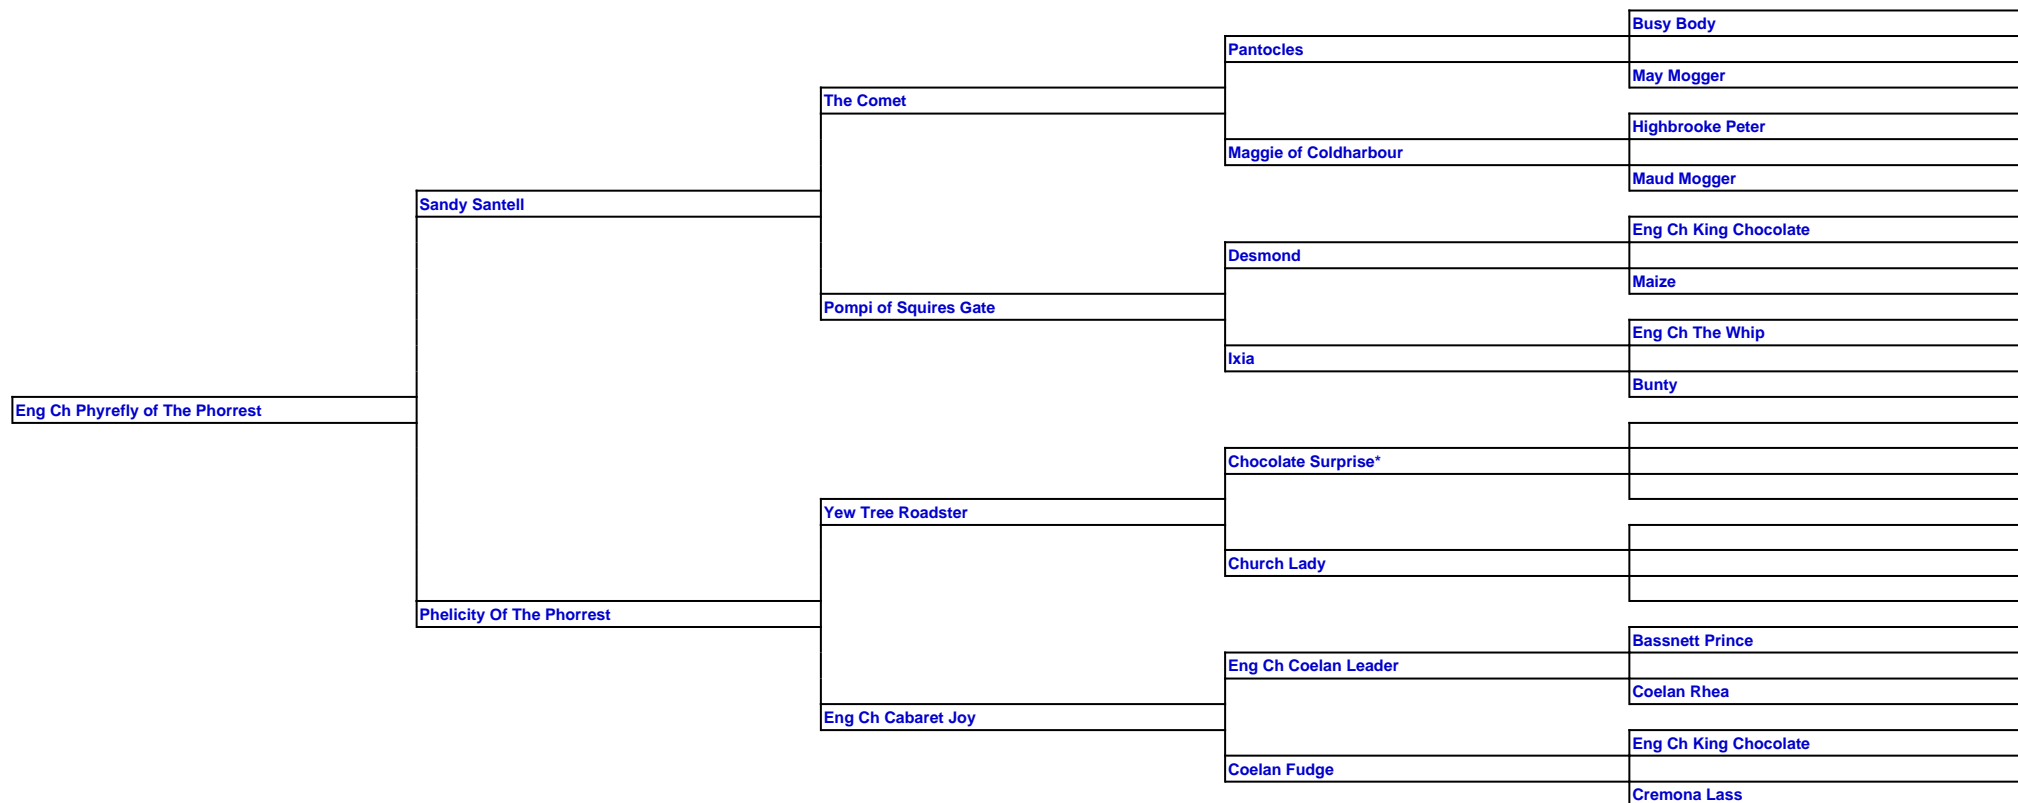 Busy Body
Pantocles
May Mogger
The Comet
Highbrooke Peter
Maggie of Coldharbour
Maud Mogger
Sandy Santell
Eng Ch King Chocolate
Desmond
Maize
Pompi of Squires Gate
Eng Ch The Whip
Ixia
Bunty
Eng Ch Phyrefly of The Phorrest
Chocolate Surprise*
Yew Tree Roadster
Church Lady
Phelicity Of The Phorrest
Bassnett Prince
Eng Ch Coelan Leader
Coelan Rhea
Eng Ch Cabaret Joy
Eng Ch King Chocolate
Coelan Fudge
Cremona Lass